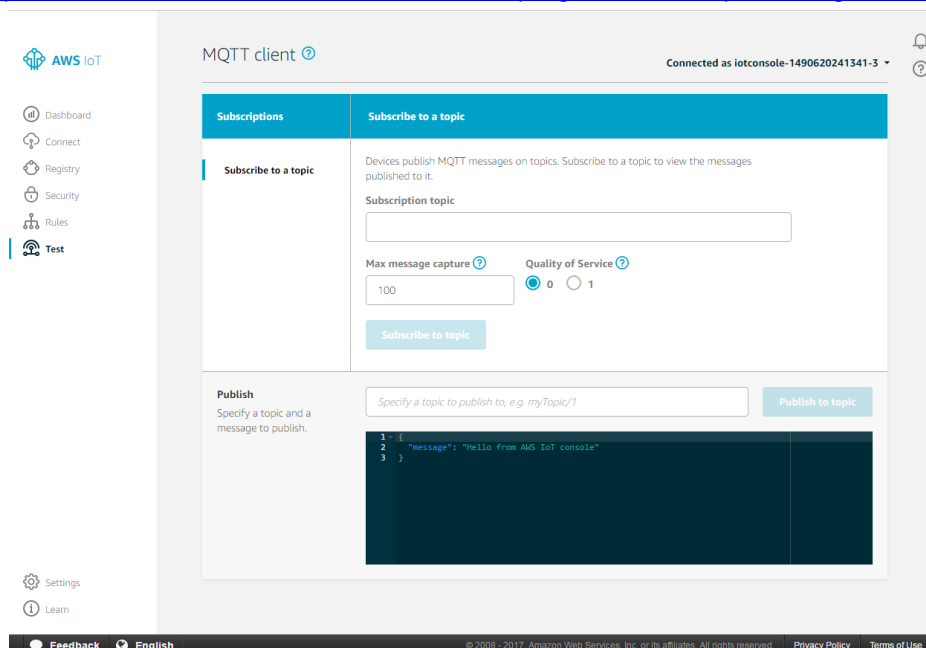 AWS IoT
Dashboard
Connect
Registry
Security
Rules
Test
Settings
Learn
MQTT client ?
Connected as iotconsole-1490620241341-3
?
Subscriptions
Subscribe to a topic
Subscribe to a topic
Devices publish MQTT messages on topics. Subscribe to a topic to view the messages
published to it.
Subscription topic
Max message capture ?
Quality of Service ?
100
0
1
Subscribe to topic
Publish
Specify a topic and a
message to publish.
Specify a topic to publish to, e.g. myTopic/1
Publish to topic
1 {
2 "message": "Hello from AWS IoT console"
3 }
Feedback
English
© 2008 - 2017, Amazon Web Services, Inc. or its affiliates. All rights reserved.
Privacy Policy
Terms of Use